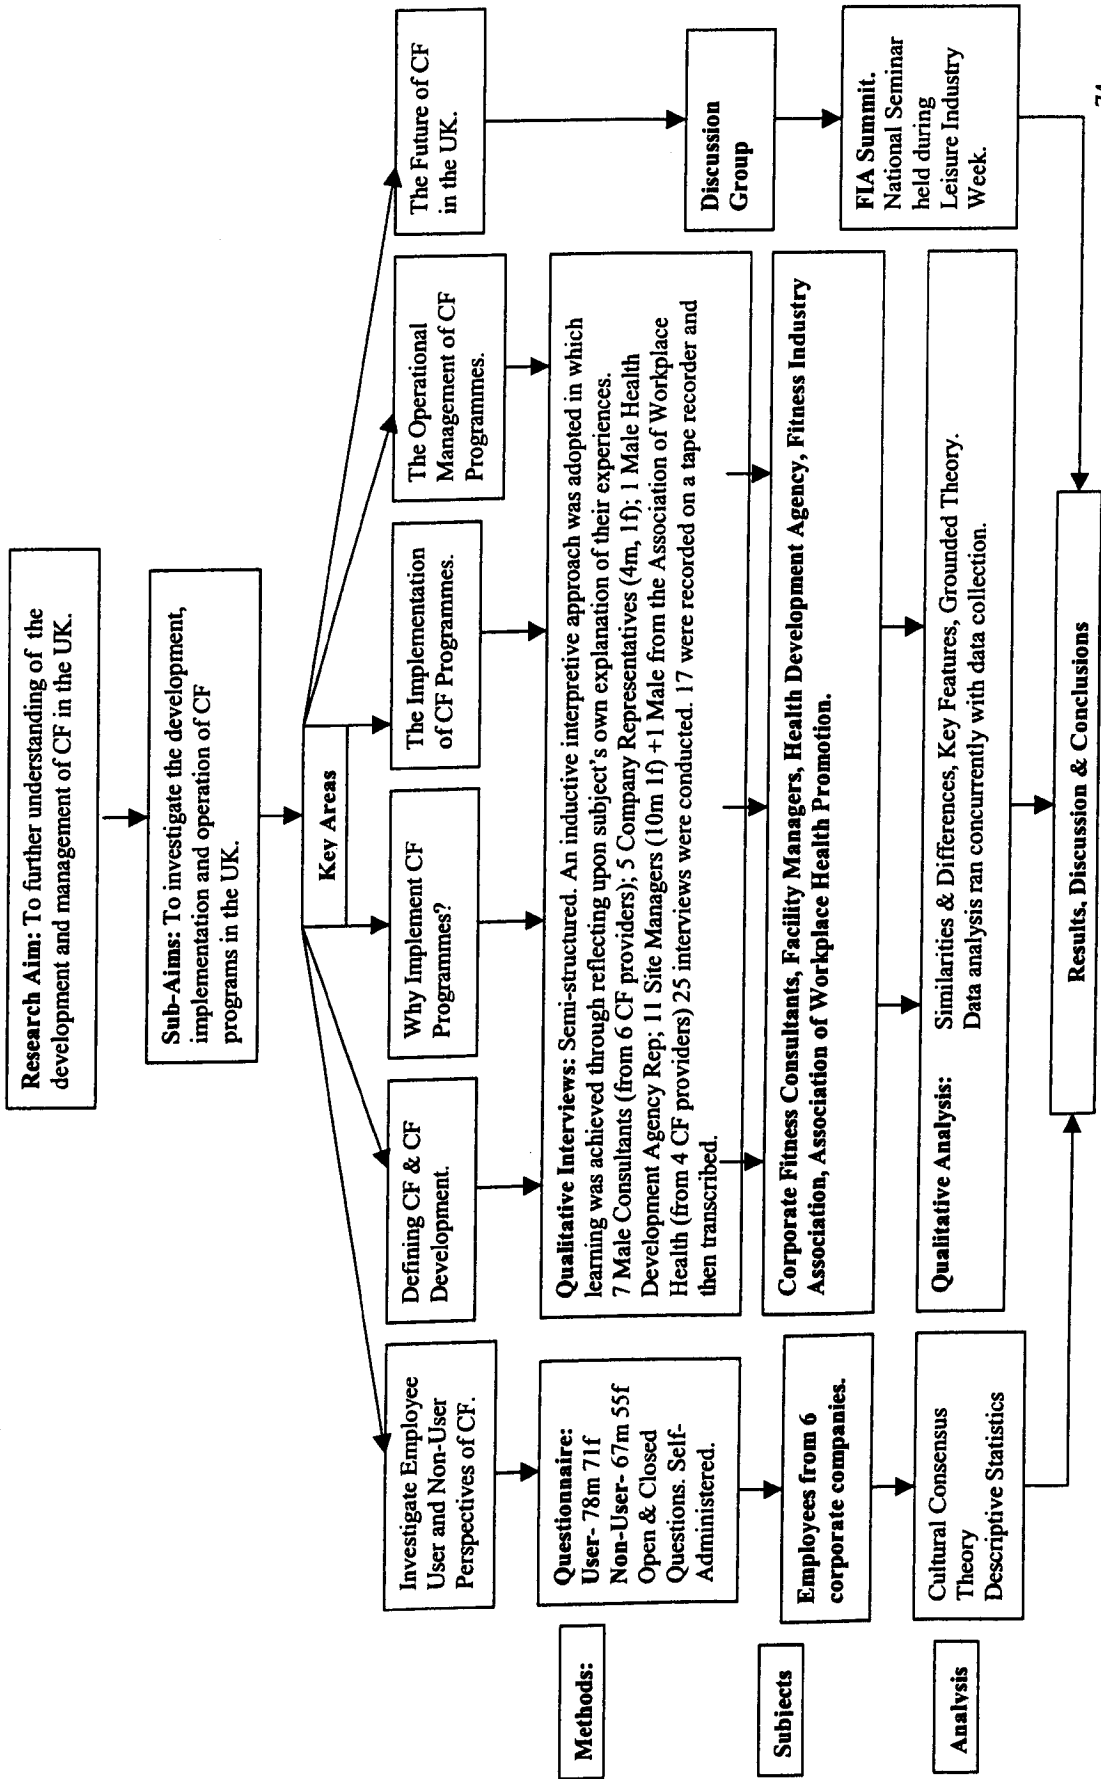 Research Aim: To further understanding of the
development and management of CF in the UK.
Sub-Aims: To investigate the development,
implementation and operation of CF
programs in the UK.
Key Areas
Investigate Employee
User and Non-User
Perspectives of CF.
Defining CF & CF
Development.
Why Implement CF
Programmes?
The Implementation
of CF Programmes.
The Operational
Management of CF
Programmes.
The Future of CF
in the UK.
Methods:
Questionnaire:
User- 78m 71f
Non-User- 67m 55f
Open & Closed
Questions. Self-
Administered.
Qualitative Interviews: Semi-structured. An inductive interpretive approach was adopted in which
learning was achieved through reflecting upon subject's own explanation of their experiences.
7 Male Consultants (from 6 CF providers); 5 Company Representatives (4m, 1f); 1 Male Health
Development Agency Rep; 11 Site Managers (10m 1f) +1 Male from the Association of Workplace
Health (from 4 CF providers) 25 interviews were conducted. 17 were recorded on a tape recorder and
then transcribed.
Discussion
Group
Subjects
Employees from 6
corporate companies.
Corporate Fitness Consultants, Facility Managers, Health Development Agency, Fitness Industry
Association, Association of Workplace Health Promotion.
FIA Summit.
National Seminar
held during
Leisure Industry
Week.
Analysis
Cultural Consensus
Theory
Descriptive Statistics
Qualitative Analysis: Similarities & Differences, Key Features, Grounded Theory.
Data analysis ran concurrently with data collection.
Results, Discussion & Conclusions